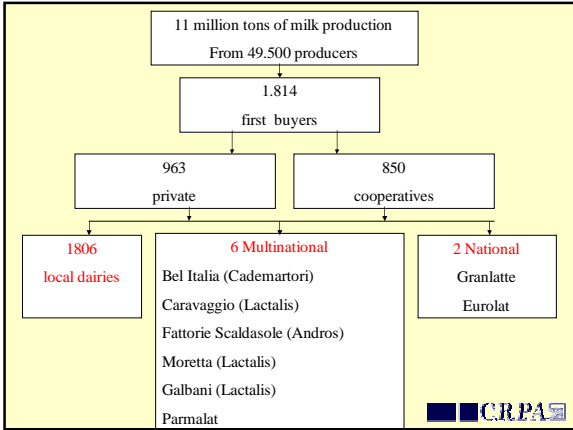 11 million tons of milk production
From 49.500 producers
1.814
first buyers
963
private
850
cooperatives
1806
local dairies
6 Multinational
Bel Italia (Cademartori)
Caravaggio (Lactalis)
Fattorie Scaldasole (Andros)
Moretta (Lactalis)
Galbani (Lactalis)
Parmalat
2 National
Granlatte
Eurolat
C.R.P.A.